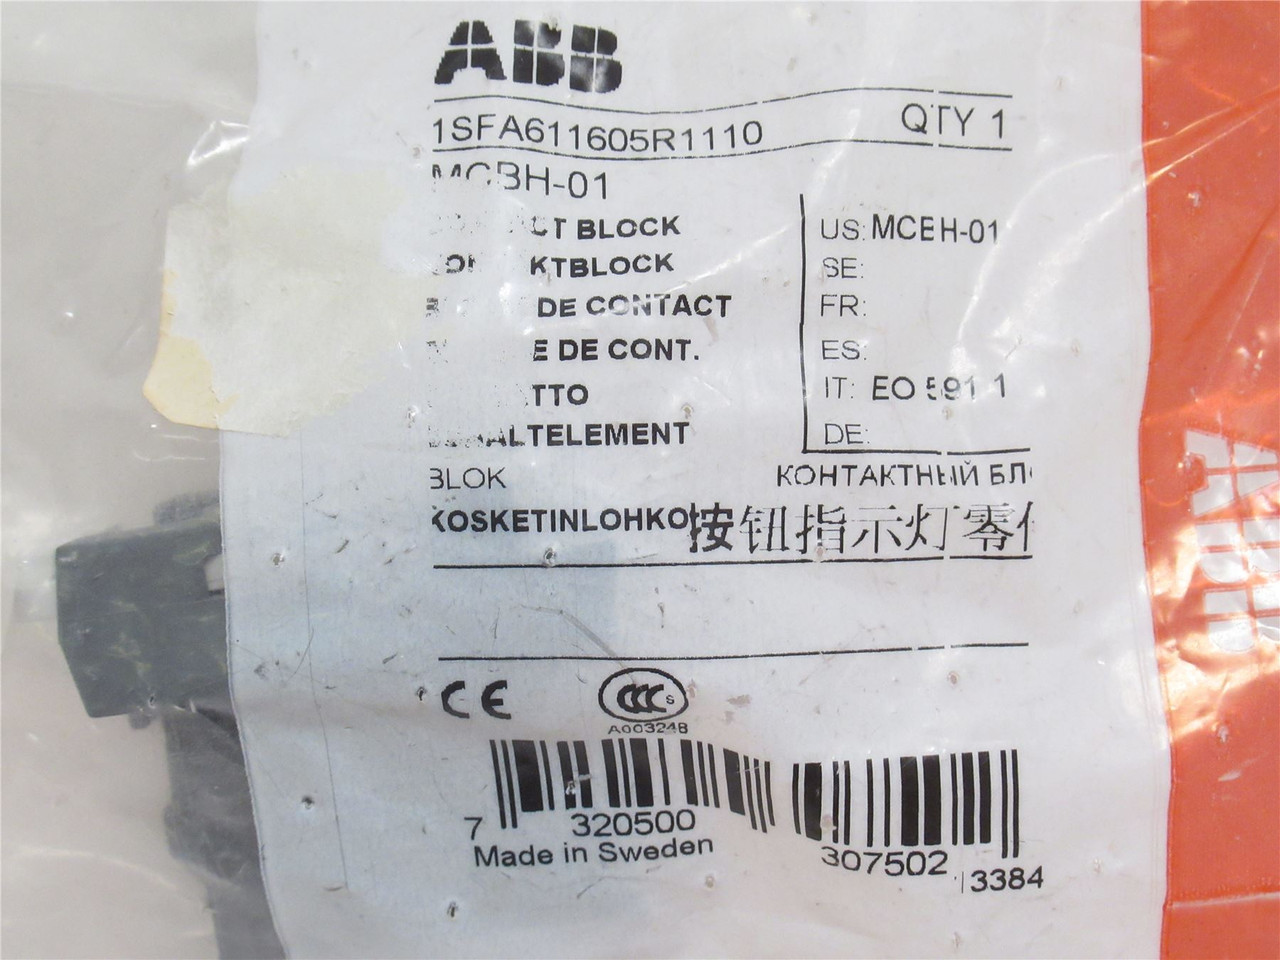 ABB
1SFA611605R1110 QTY 1
MCBH-01
BLOCK
US: MCEH-01
KTBLOCK
SE:
DE CONTACT
FR:
E DE CONT.
ES:
TTO
IT: EO 591 1
ALTELEMENT
DE:
BLOK КОНТАКТНЫЙ БЛ
KOSKETINLOHKO 按钮指示灯零
CE CCC S
A003248
7 320500 307502
Made in Sweden
3384
ABB